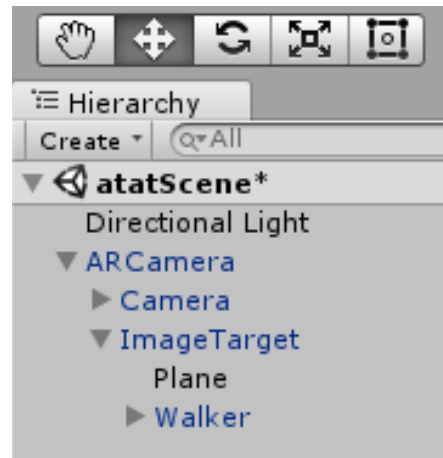 Hierarchy
Create All
atatScene*
Directional Light
ARCamera
Camera
ImageTarget
Plane
Walker